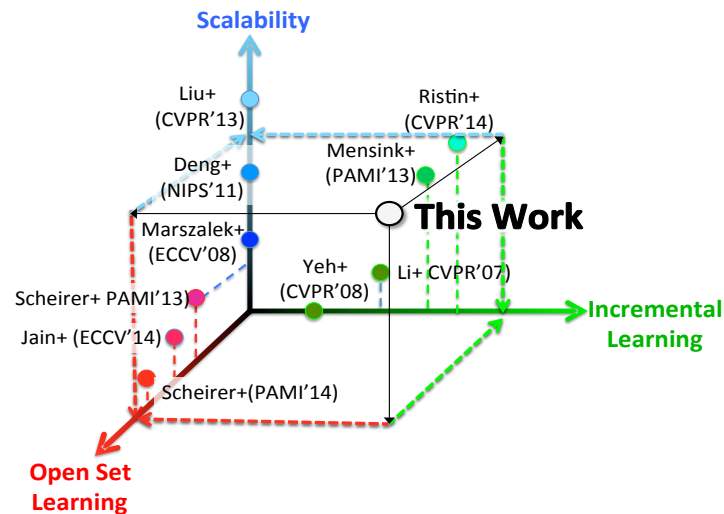 Scalability
Liu+
(CVPR’13)
Ristin+
(CVPR’14)
Mensink+
(PAMI’13)
Deng+
(NIPS’11)
This Work
Marszalek+
(ECCV’08)
Yeh+
(CVPR’08)
Li+ CVPR’07)
Scheirer+ PAMI’13)
Jain+ (ECCV’14)
Incremental
Learning
Scheirer+(PAMI’14)
Open Set
Learning